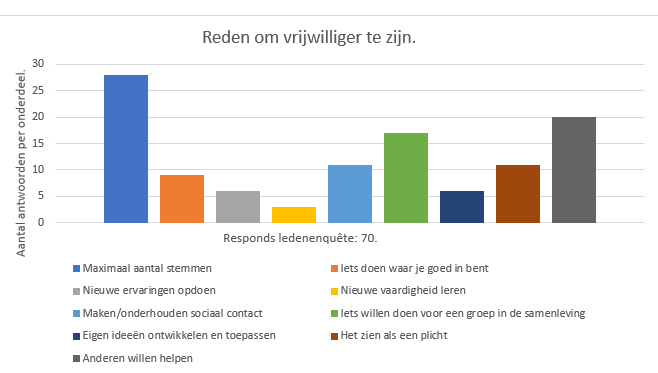 Reden om vrijwilliger te zijn.
Aantal antwoorden per onderdeel.
30
25
20
15
10
5
0
Responds ledenenquête: 70.
Maximaal aantal stemmen
Iets doen waar je goed in bent
Nieuwe ervaringen opdoen
Nieuwe vaardigheid leren
Maken/onderhouden sociaal contact
Iets willen doen voor een groep in de samenleving
Eigen ideeën ontwikkelen en toepassen
Het zien als een plicht
Anderen willen helpen